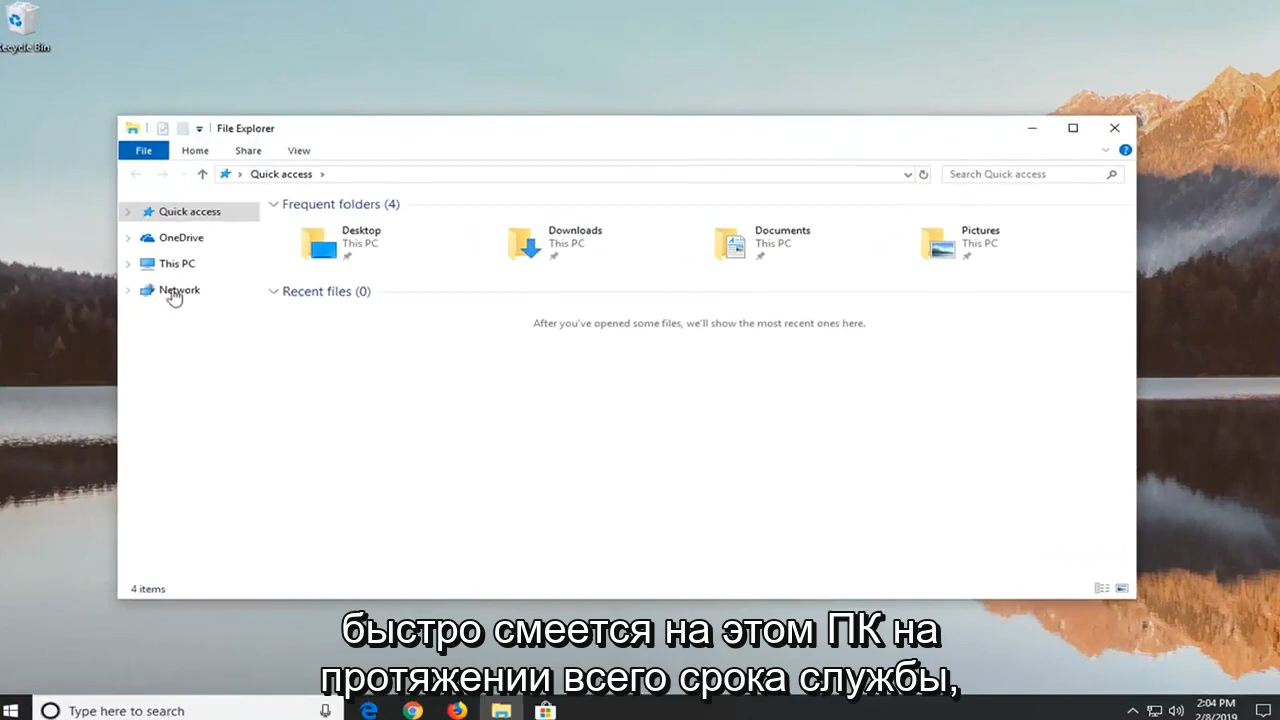 Recycle Bin
File Explorer
File Home Share View
Quick access
Search Quick access
Quick access
OneDrive
This PC
Network
Frequent folders (4)
Desktop
This PC
Downloads
This PC
Documents
This PC
Pictures
This PC
Recent files (0)
After you've opened some files, we'll show the most recent ones here.
4 items
быстро смеется на этом ПК на
протяжении всего срока службы,
Type here to search
2:04 PM
2/8/2019